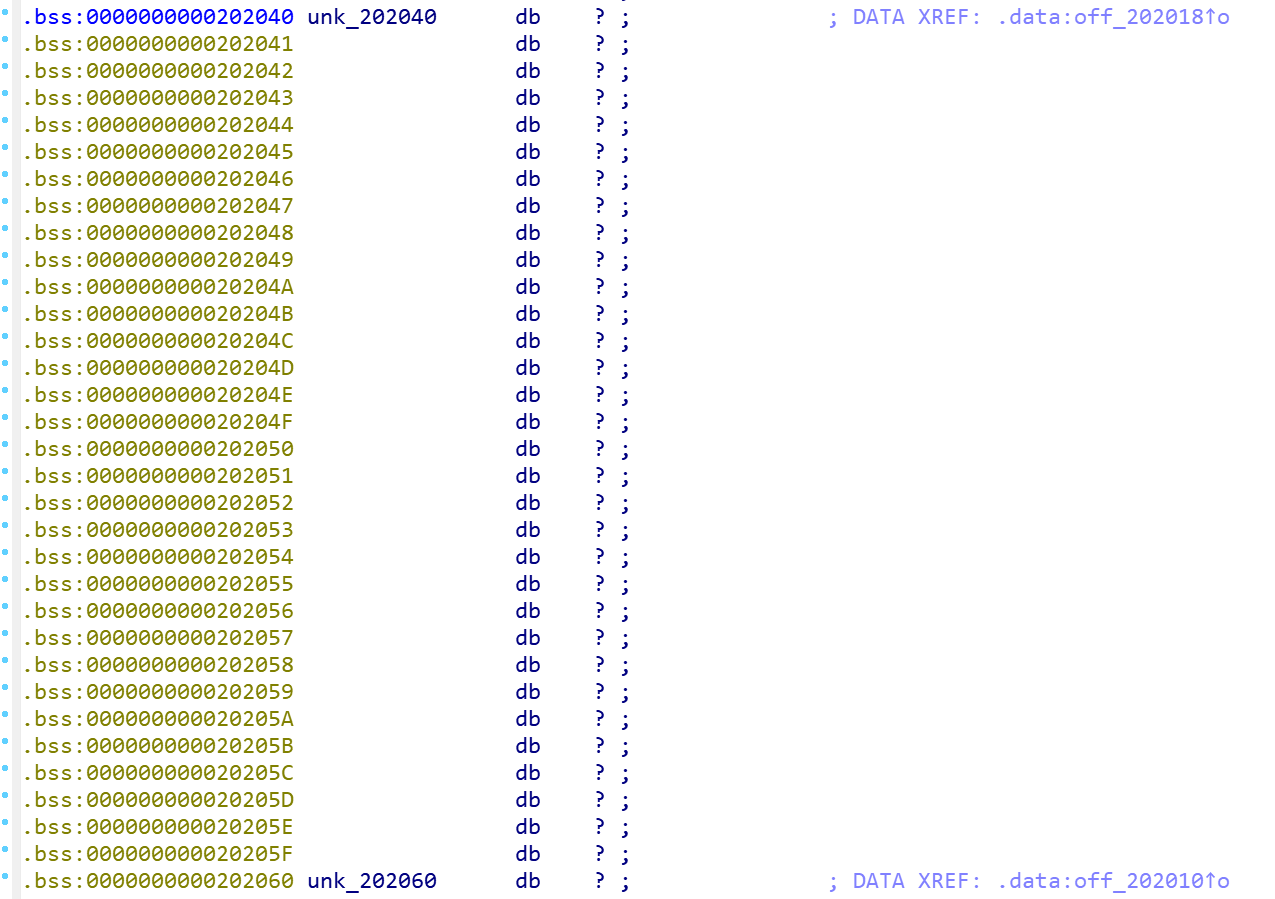 .bss:0000000000202040 unk_202040 db ? ; ; DATA XREF: .data:off_202018↑o
.bss:0000000000202041 db ? ;
.bss:0000000000202042 db ? ;
.bss:0000000000202043 db ? ;
.bss:0000000000202044 db ? ;
.bss:0000000000202045 db ? ;
.bss:0000000000202046 db ? ;
.bss:0000000000202047 db ? ;
.bss:0000000000202048 db ? ;
.bss:0000000000202049 db ? ;
.bss:000000000020204A db ? ;
.bss:000000000020204B db ? ;
.bss:000000000020204C db ? ;
.bss:000000000020204D db ? ;
.bss:000000000020204E db ? ;
.bss:000000000020204F db ? ;
.bss:0000000000202050 db ? ;
.bss:0000000000202051 db ? ;
.bss:0000000000202052 db ? ;
.bss:0000000000202053 db ? ;
.bss:0000000000202054 db ? ;
.bss:0000000000202055 db ? ;
.bss:0000000000202056 db ? ;
.bss:0000000000202057 db ? ;
.bss:0000000000202058 db ? ;
.bss:0000000000202059 db ? ;
.bss:000000000020205A db ? ;
.bss:000000000020205B db ? ;
.bss:000000000020205C db ? ;
.bss:000000000020205D db ? ;
.bss:000000000020205E db ? ;
.bss:000000000020205F db ? ;
.bss:0000000000202060 unk_202060 db ? ; ; DATA XREF: .data:off_202010↑o